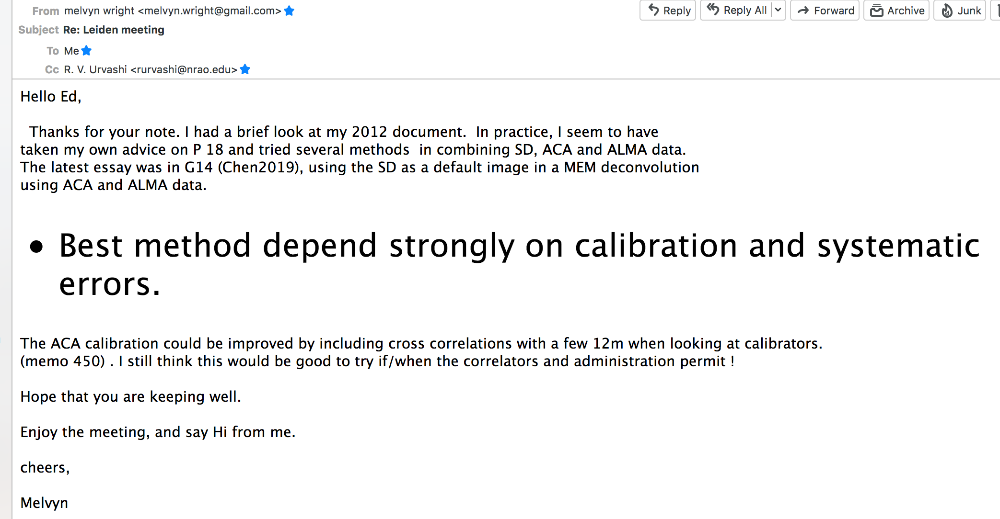 From melvyn wright <melvyn.wright@gmail.com>
Reply Reply All Forward Archive Junk
Subject Re: Leiden meeting
To Me
Cc R. V. Urvashi <rurvashi@nrao.edu>
Hello Ed,
Thanks for your note. I had a brief look at my 2012 document. In practice, I seem to have
taken my own advice on P 18 and tried several methods in combining SD, ACA and ALMA data.
The latest essay was in G14 (Chen2019), using the SD as a default image in a MEM deconvolution
using ACA and ALMA data.
• Best method depend strongly on calibration and systematic
errors.
The ACA calibration could be improved by including cross correlations with a few 12m when looking at calibrators.
(memo 450) . I still think this would be good to try if/when the correlators and administration permit !
Hope that you are keeping well.
Enjoy the meeting, and say Hi from me.
cheers,
Melvyn